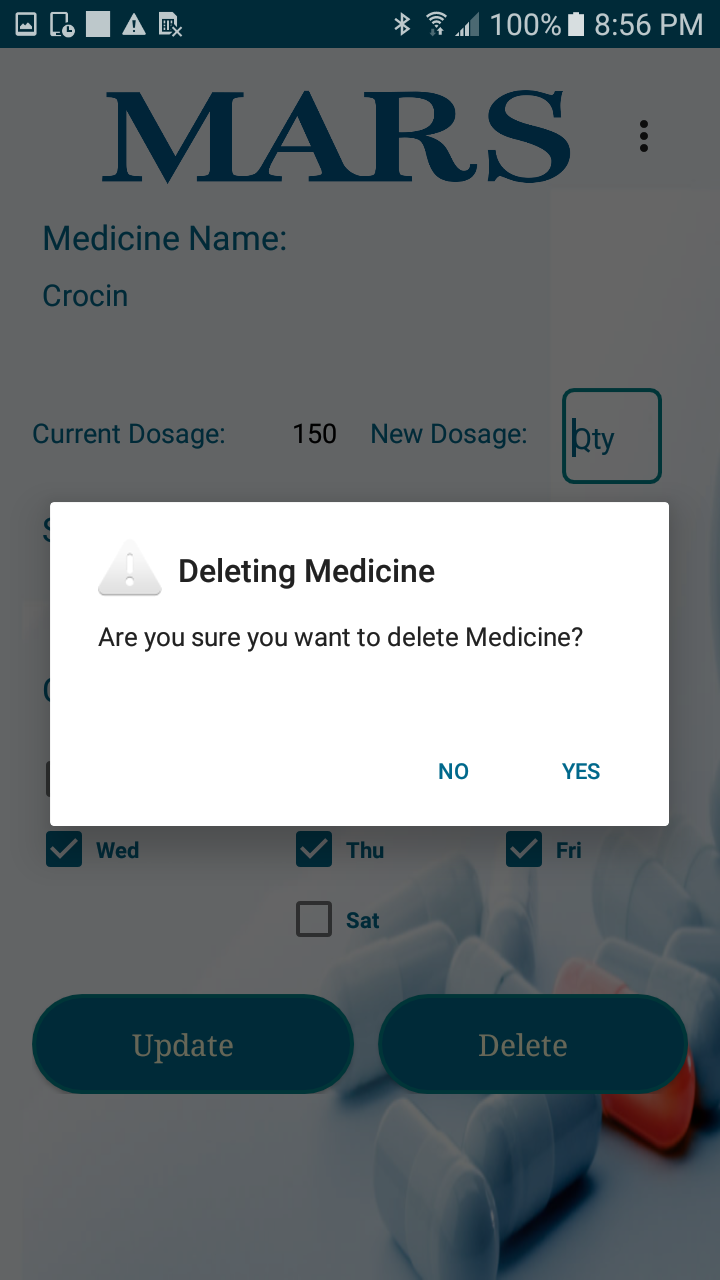 100% 8:56 PM
MARS
Medicine Name:
Crocin
Current Dosage: 150 New Dosage: Qty
Deleting Medicine
Are you sure you want to delete Medicine?
NO YES
Wed Thu Fri
Sat
Update Delete